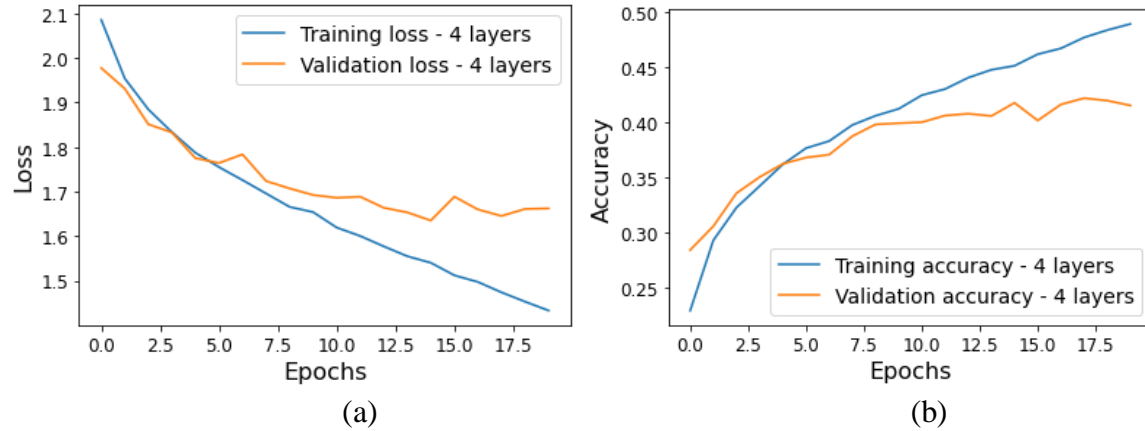 2.1
2.0
1.9
1.8
1.7
1.6
1.5
Loss
Training loss - 4 layers
Validation loss - 4 layers
0.0 2.5 5.0 7.5 10.0 12.5 15.0 17.5
Epochs
(a)
0.50
0.45
0.40
0.35
0.30
0.25
Accuracy
Training accuracy - 4 layers
Validation accuracy - 4 layers
0.0 2.5 5.0 7.5 10.0 12.5 15.0 17.5
Epochs
(b)